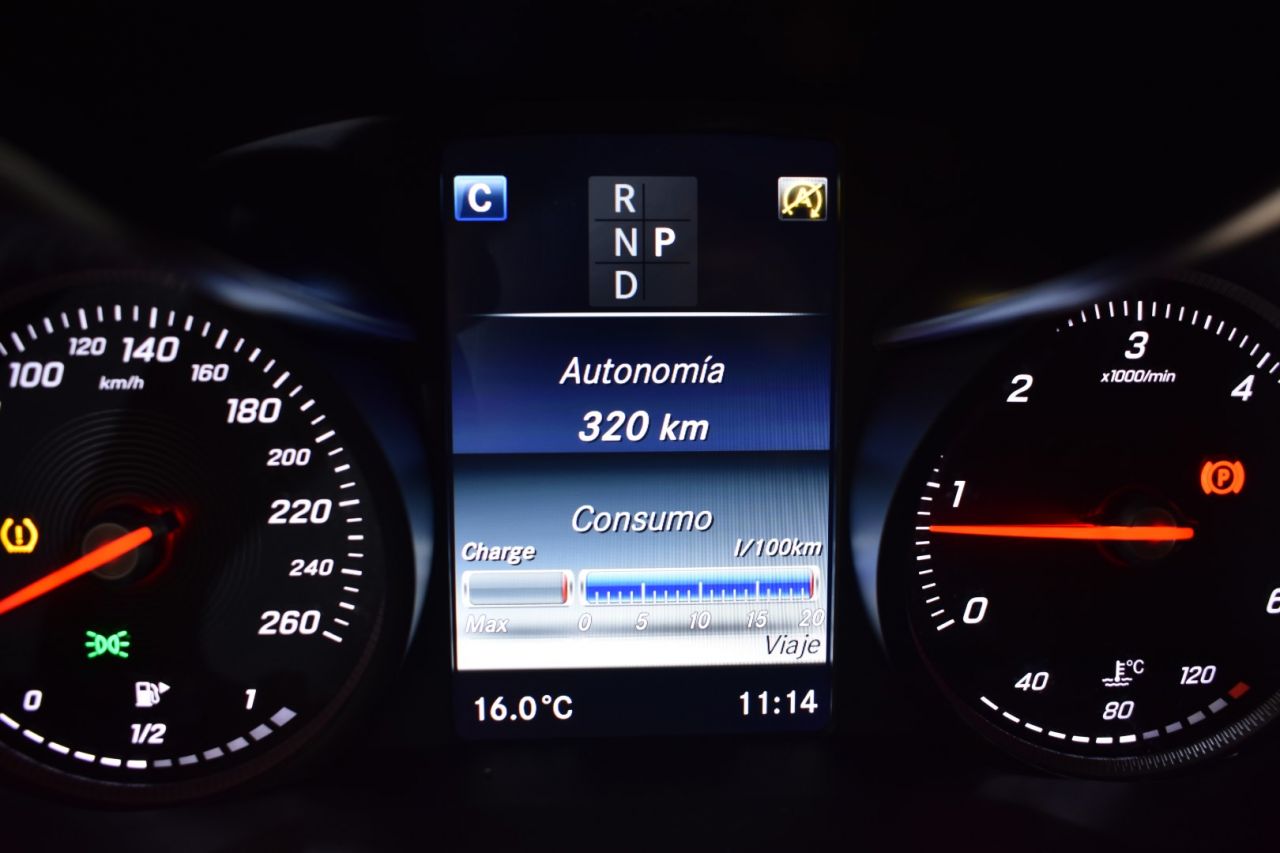 C
R
N P
D
A
Autonomía
320 km
Consumo
Charge l/100km
Max 0 5 10 15 20
Viaje
16.0°C 11:14
100 120 140 160 180 200 220 240 260
km/h
!
0 1/2 1
0 1 2 3 4 6
x1000/min
P
40 80 120
°C